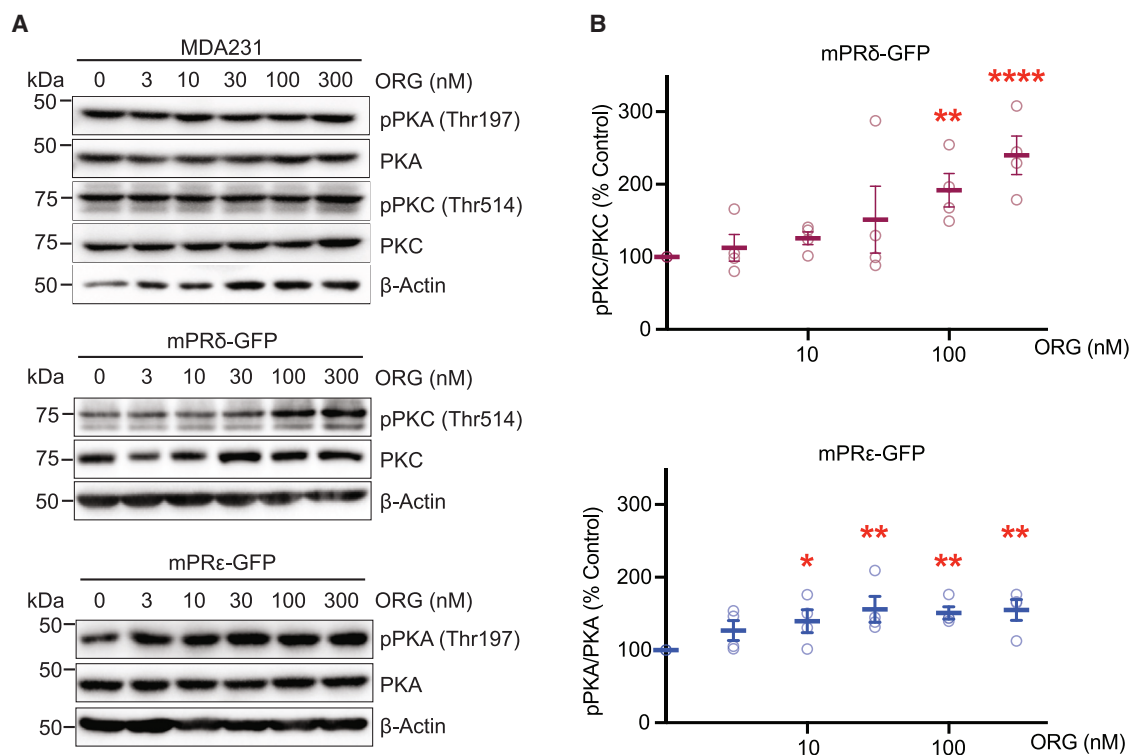 A
MDA231
kDa 0 3 10 30 100 300 ORG (nM)
50 pPKA (Thr197)
50 PKA
75 pPKC (Thr514)
75 PKC
50 β-Actin
mPRδ-GFP
kDa 0 3 10 30 100 300 ORG (nM)
75 pPKC (Thr514)
75 PKC
50 β-Actin
mPRε-GFP
kDa 0 3 10 30 100 300 ORG (nM)
50 pPKA (Thr197)
50 PKA
50 β-Actin
B
mPRδ-GFP
pPKC/PKC (% Control)
300
200
100
0
** ****
10 100 ORG (nM)
mPRε-GFP
pPKA/PKA (% Control)
300
200
100
0
* ** ** **
10 100 ORG (nM)